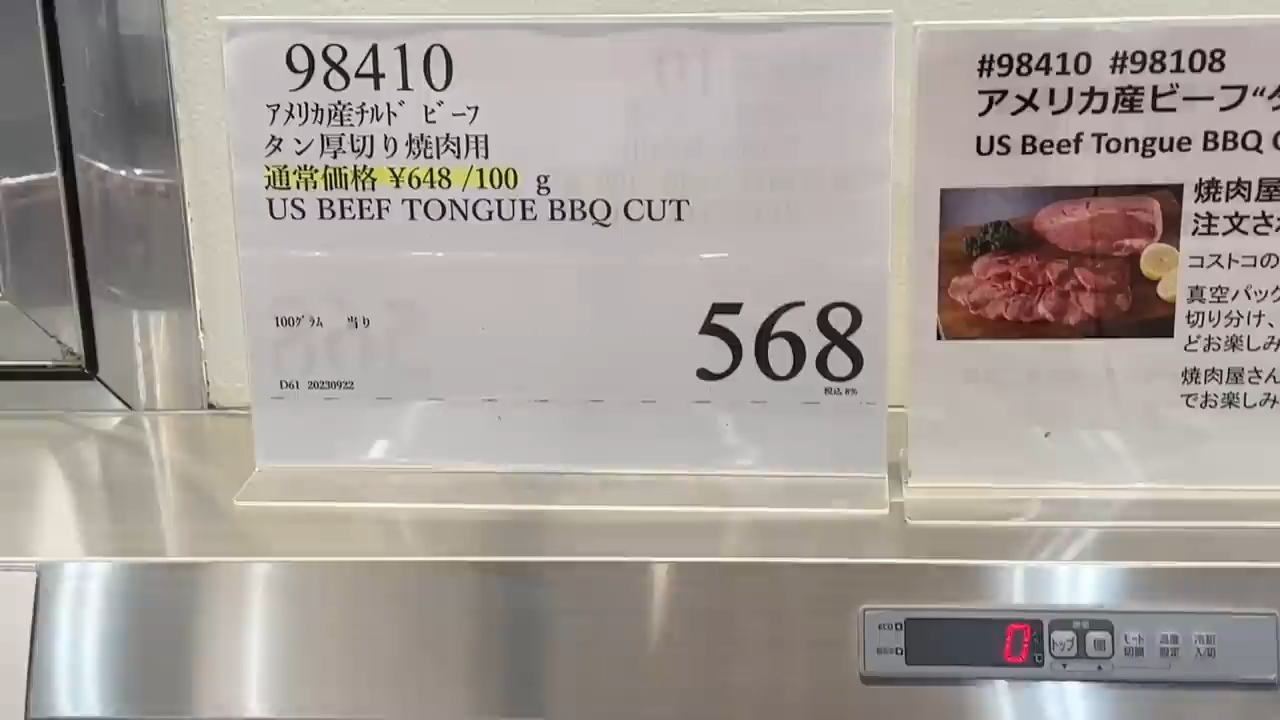 98410
アメリカ産チルド ビーフ
タン厚切り焼肉用
通常価格 ¥648 /100 g
US BEEF TONGUE BBQ CUT
100グラム 当り
568
税込 8%
D61 20230922
#98410 #98108
アメリカ産ビーフ“
US Beef Tongue BBQ
焼肉屋
注文さ
コストコの
真空パック
切り分け、
どお楽しみ
焼肉屋さん
でお楽しみ
ECO
0
トップ